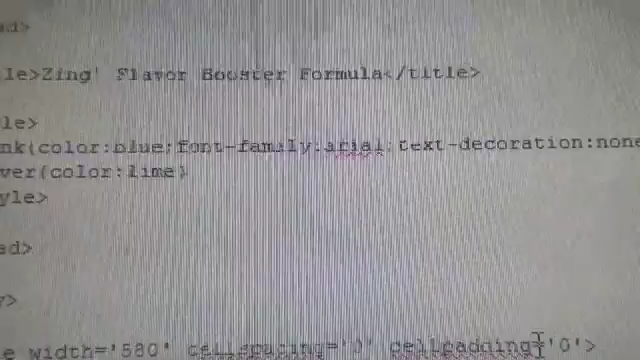 ad>
le>Zing! Flavor Booster Formula</title>
le>
nk{color:blue;font-family:arial; text-decoration:none
ver{color:lime}
yle>
ad>
y>
e width='580' cellspacing='0' cellpadding='0'>